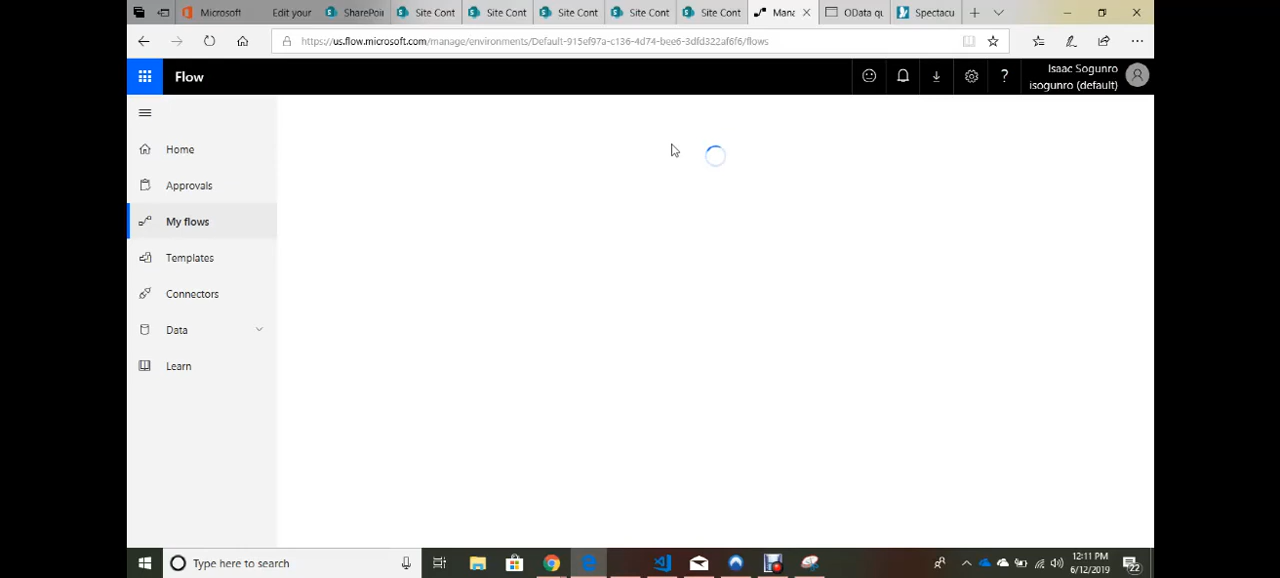 Microsoft
Edit your
SharePoin
Site Cont
Site Cont
Site Cont
Site Cont
Site Cont
Mana
OData qu
Spectacu
https://us.flow.microsoft.com/manage/environments/Default-915ef97a-c136-4d74-bee6-3dfd322af6f6/flows
Flow
Isaac Sogunro
isogunro (default)
Home
Approvals
My flows
Templates
Connectors
Data
Learn
Type here to search
12:11 PM
6/12/2019
22